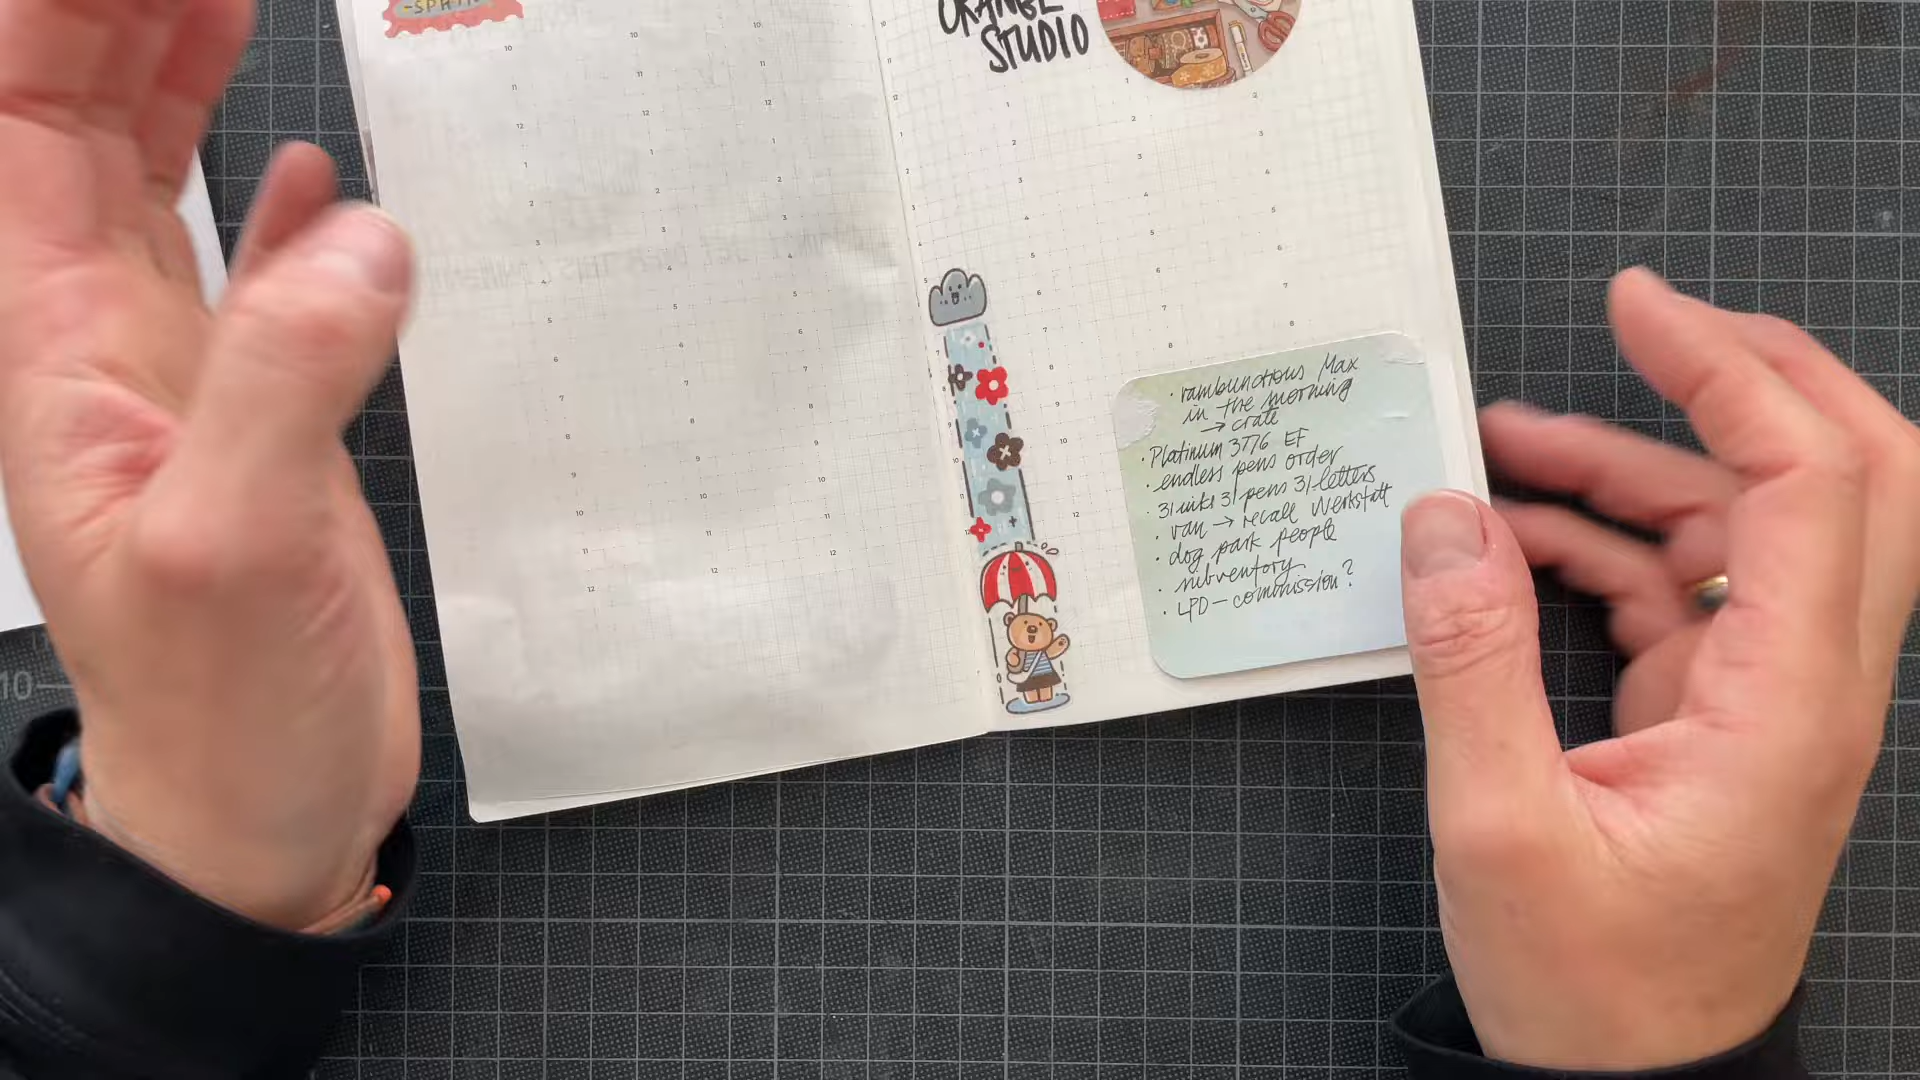 ORANGE
STUDIO
· rambunctious Max
in the morning
→ crate
· Platinum 3776 EF
· endless pens order
· 31 inks 31 pens 31 letters
· van → recall Werkstatt
· dog park people
· LPD – commission?